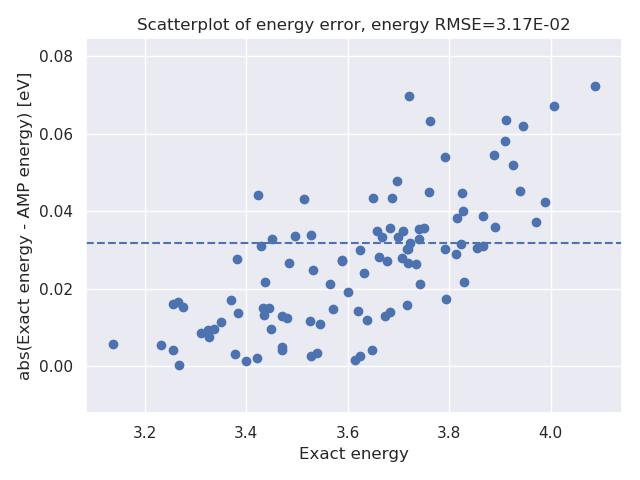 Scatterplot of energy error, energy RMSE=3.17E-02
abs(Exact energy - AMP energy) [eV]
0.08
0.06
0.04
0.02
0.00
3.2 3.4 3.6 3.8 4.0
Exact energy